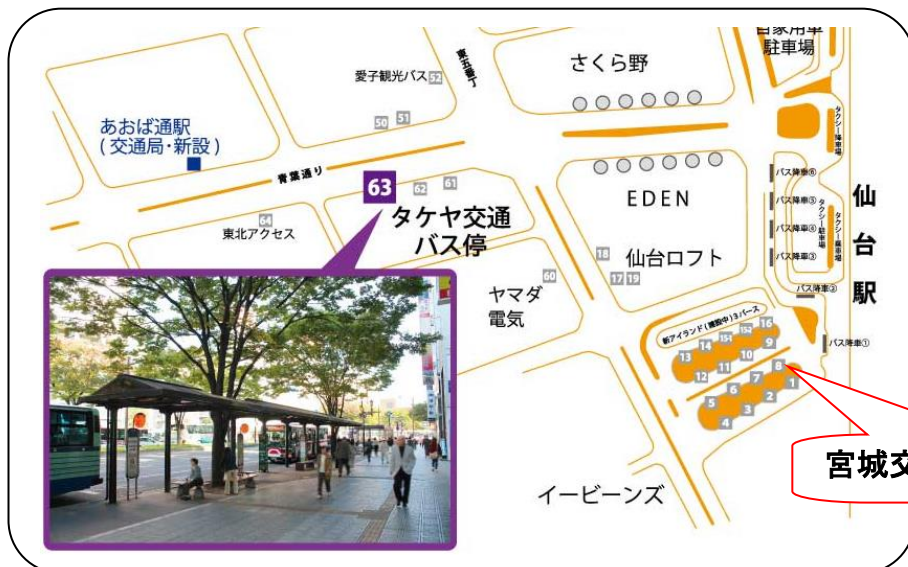 自家用車
駐車場
さくら野
東五番丁
愛子観光バス 52
50 51
あおば通駅
(交通局・新設)
青葉通り
タクシー降車場
バス降車⑥
バス降車⑤
バス降車④
バス降車③
タクシー駐車場
タクシー乗車場
仙台駅
EDEN
63
62 61
タケヤ交通
バス停
64
東北アクセス
18
仙台ロフト
17 19
60
ヤマダ
電気
バス降車②
バス降車①
新アイランド(建設中)3バース
13 14 151 152 16
12 11 10 9
5 6 7 8
4 3 2 1
宮城交
イービーンズ